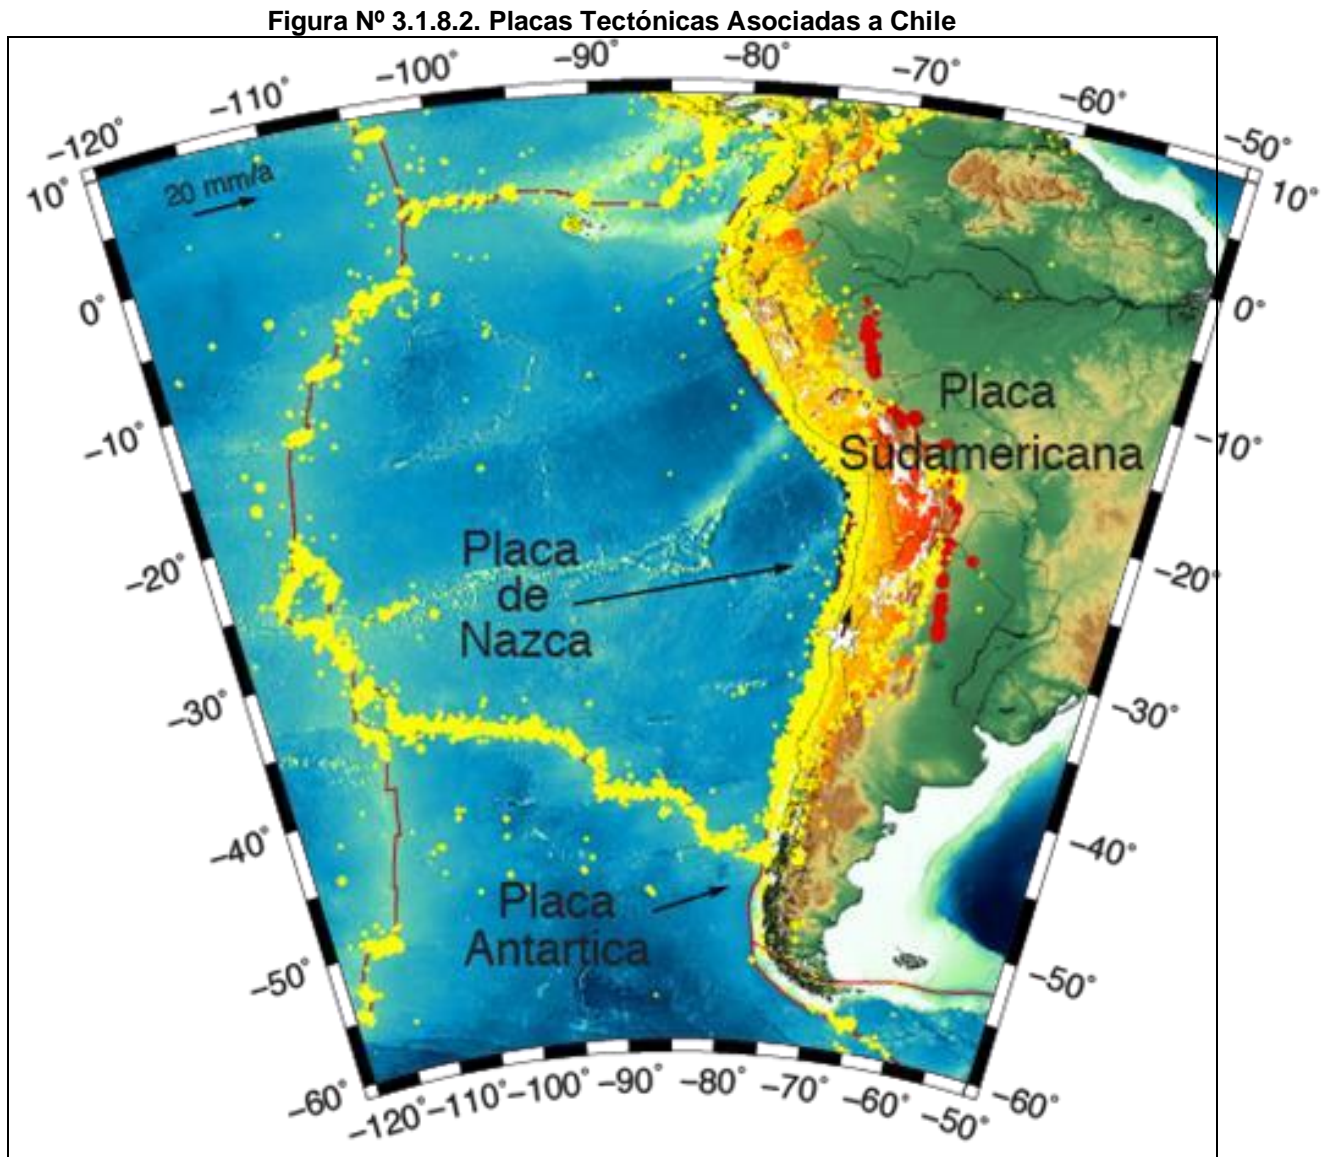 Figura Nº 3.1.8.2. Placas Tectónicas Asociadas a Chile
−120˚ −110˚ −100˚ −90˚ −80˚ −70˚ −60˚ −50˚
10˚ 10˚
20 mm/a
0˚ 0˚
Placa
Sudamericana
−10˚ −10˚
Placa
de
Nazca
−20˚ −20˚
−30˚ −30˚
−40˚ −40˚
Placa
Antartica
−50˚ −50˚
−60˚ −60˚
−120˚ −110˚ −100˚ −90˚ −80˚ −70˚ −60˚ −50˚